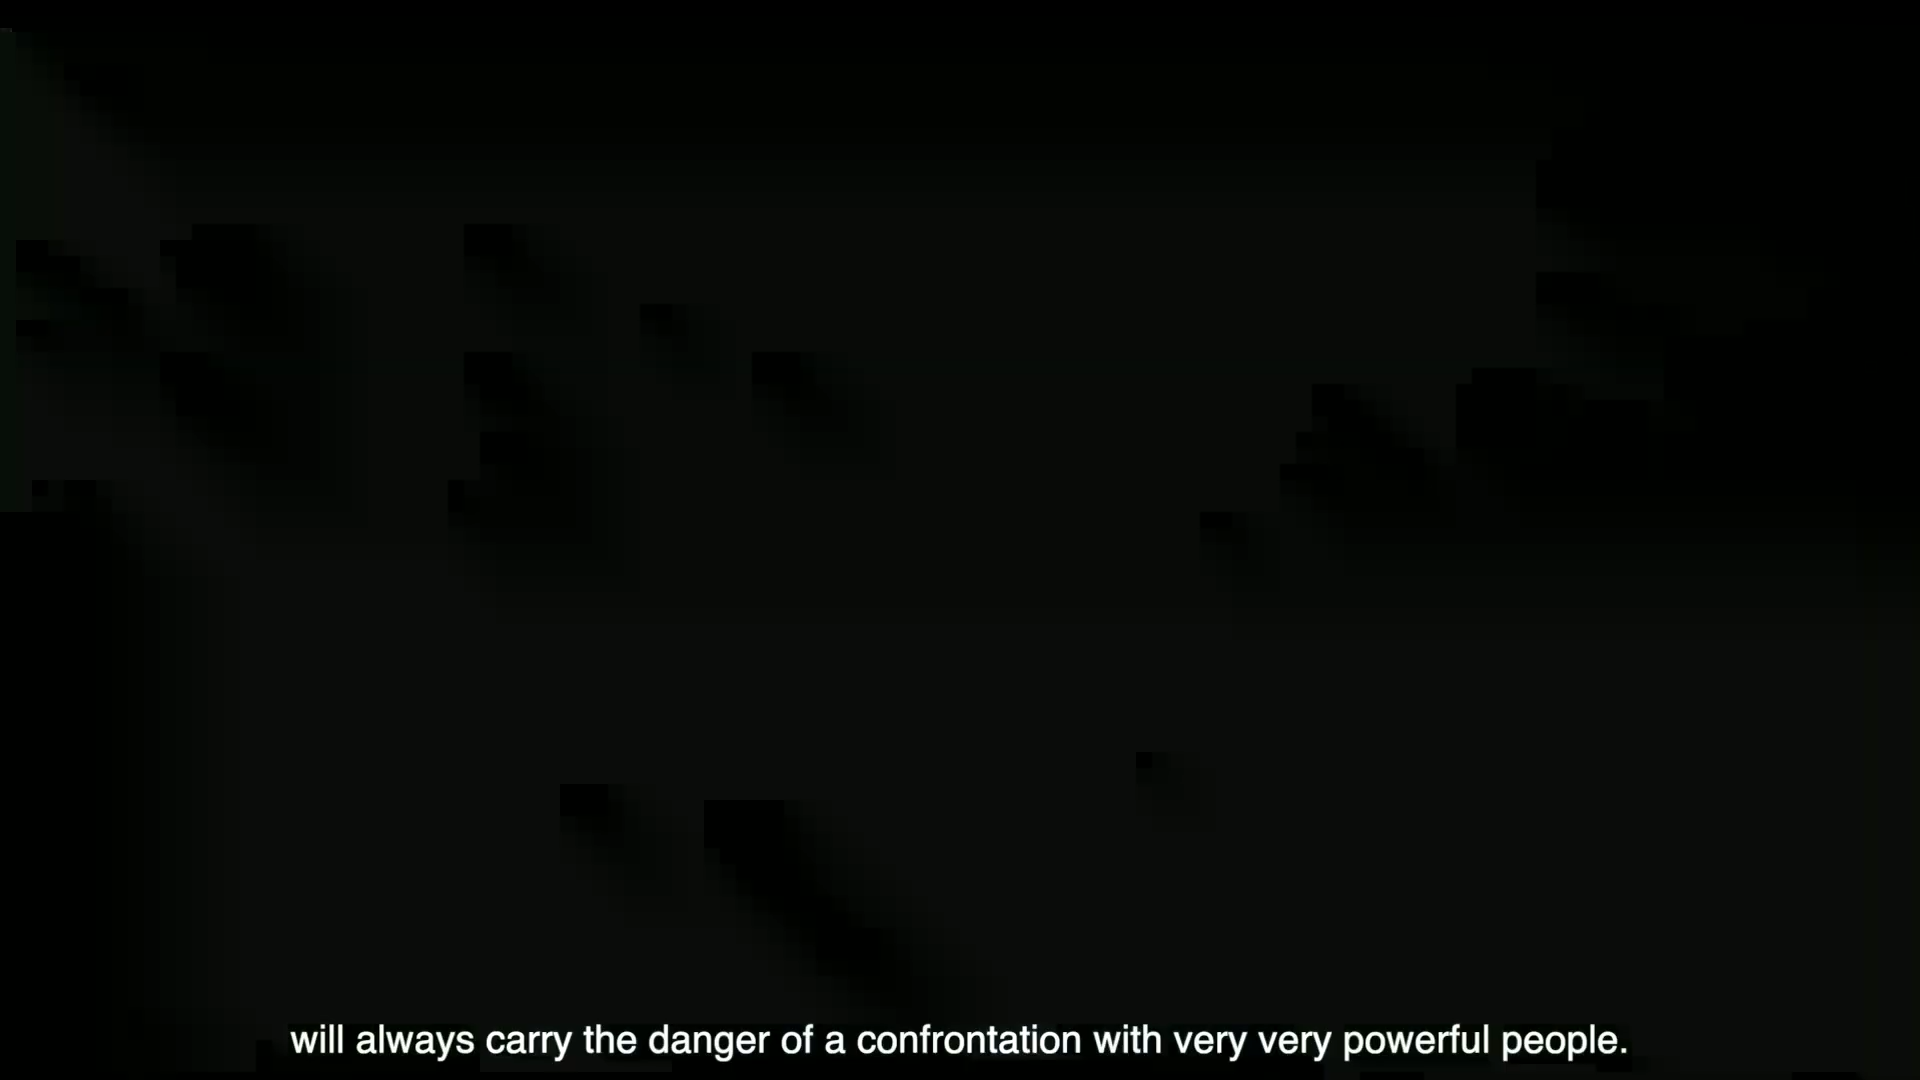 will always carry the danger of a confrontation with very very powerful people.